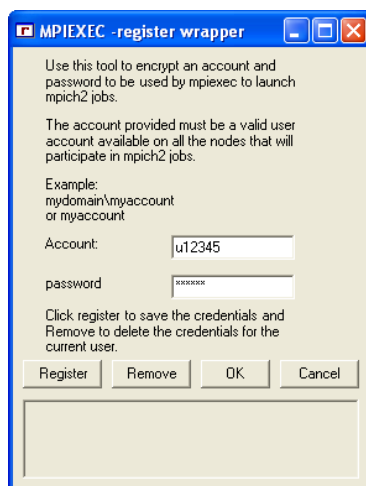 MPIEXEC -register wrapper
Use this tool to encrypt an account and
password to be used by mpiexec to launch
mpich2 jobs.
The account provided must be a valid user
account available on all the nodes that will
participate in mpich2 jobs.
Example:
mydomain\myaccount
or myaccount
Account: u12345
password ******
Click register to save the credentials and
Remove to delete the credentials for the
current user.
Register Remove OK Cancel